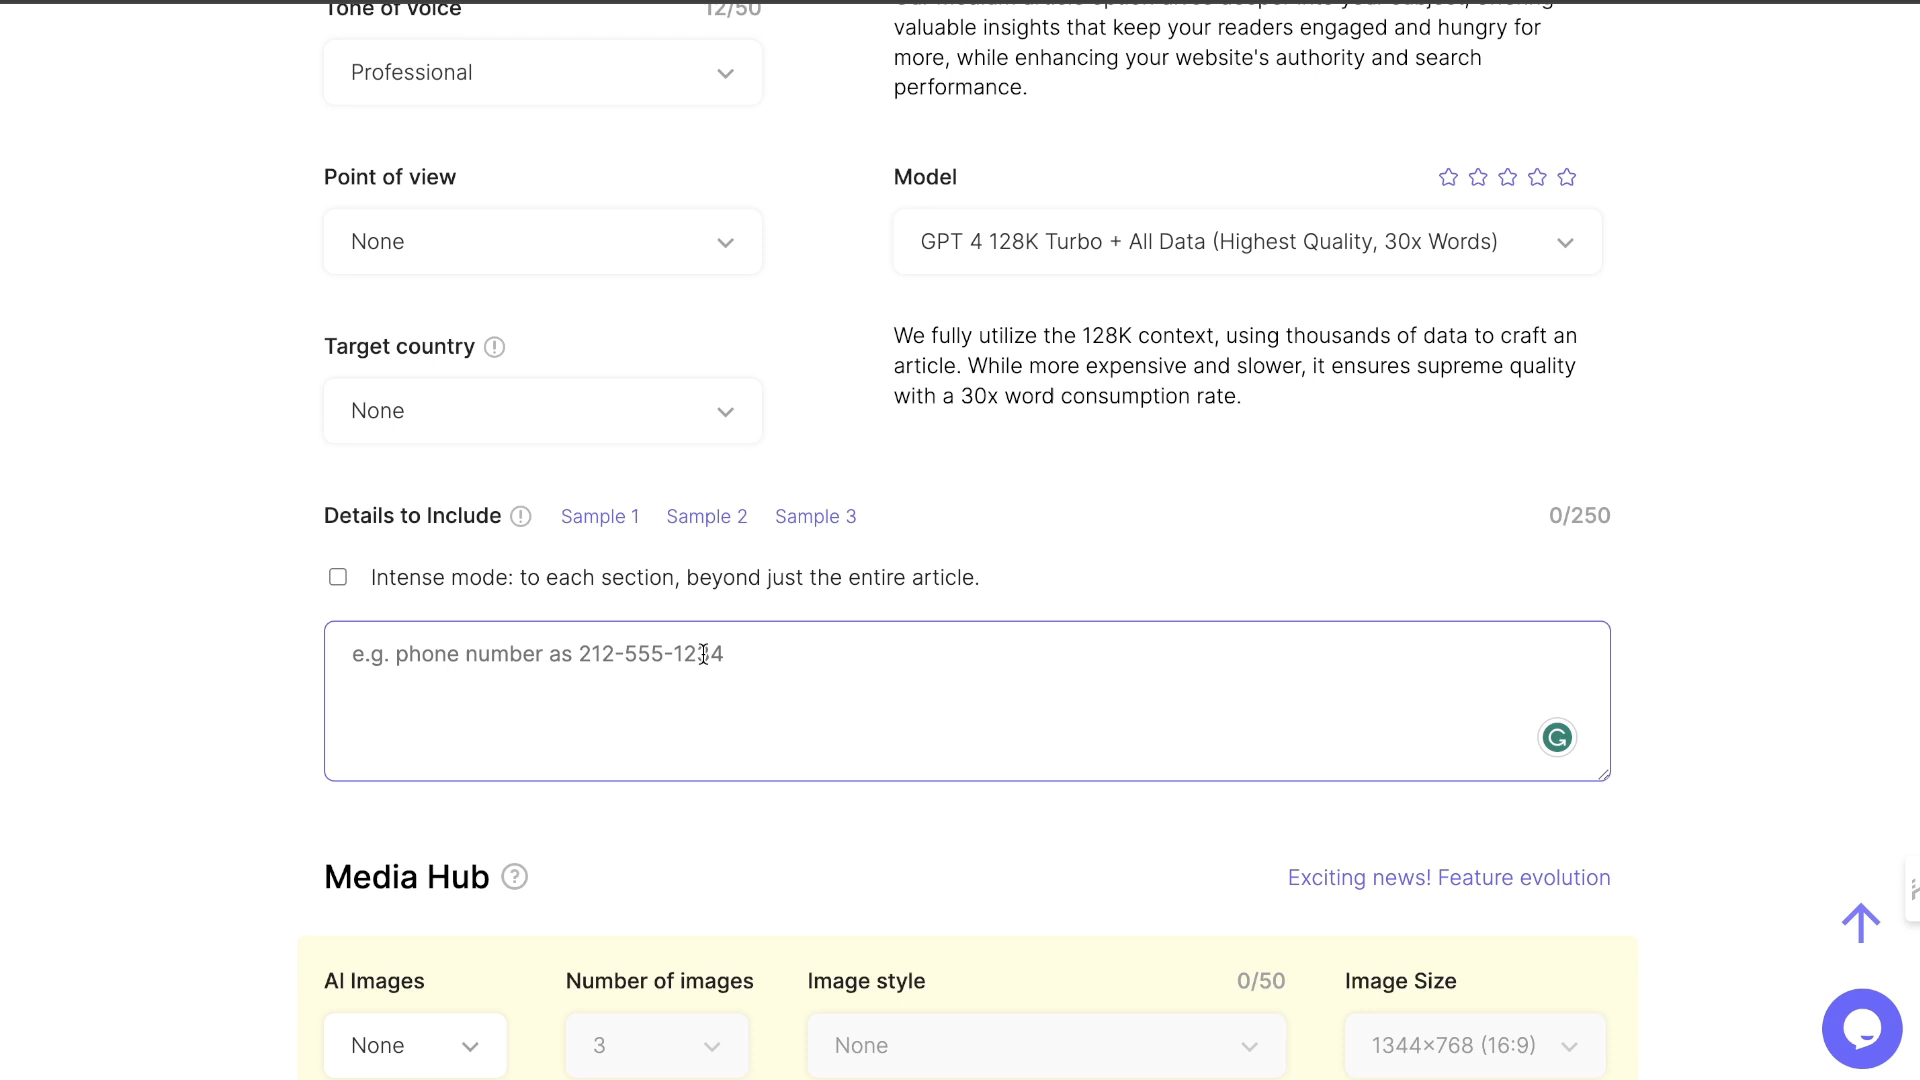 Tone of voice 12/50
Professional
valuable insights that keep your readers engaged and hungry for
more, while enhancing your website's authority and search
performance.
Point of view
None
Model
GPT 4 128K Turbo + All Data (Highest Quality, 30x Words)
Target country
None
We fully utilize the 128K context, using thousands of data to craft an
article. While more expensive and slower, it ensures supreme quality
with a 30x word consumption rate.
Details to Include Sample 1 Sample 2 Sample 3 0/250
Intense mode: to each section, beyond just the entire article.
e.g. phone number as 212-555-1234
Media Hub Exciting news! Feature evolution
AI Images Number of images Image style 0/50 Image Size
None 3 None 1344x768 (16:9)